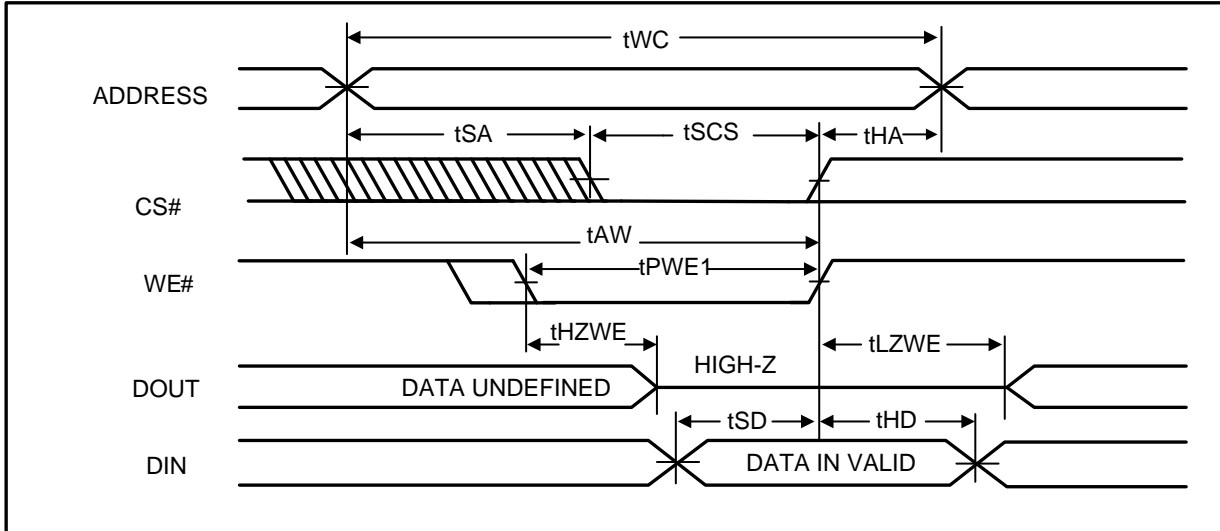 tWC
ADDRESS
tSA
tSCS
tHA
CS#
tAW
tPWE1
WE#
tHZWE
tLZWE
HIGH-Z
DOUT
DATA UNDEFINED
tSD
tHD
DIN
DATA IN VALID